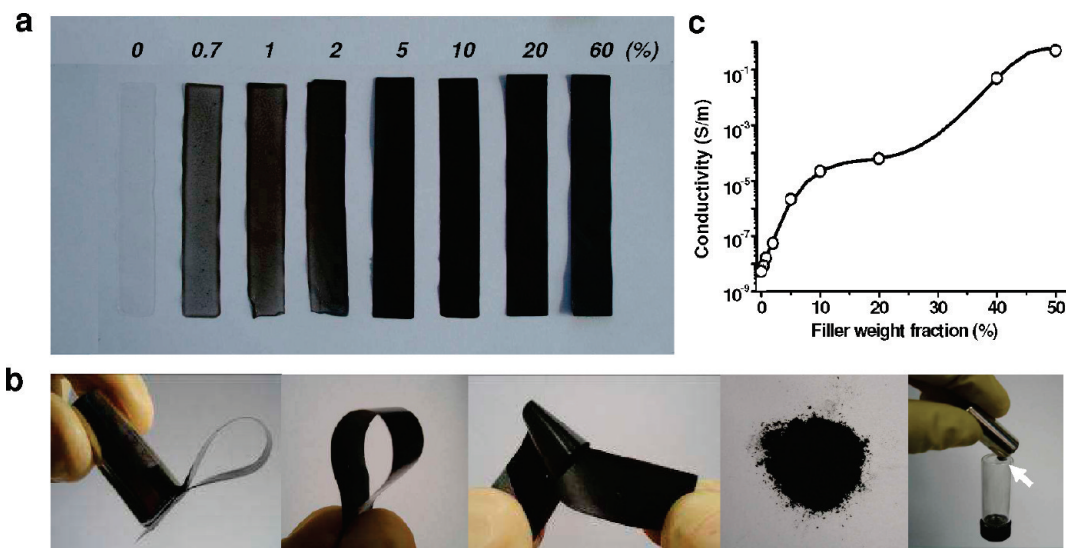 a
0 0.7 1 2 5 10 20 60 (%)
c
Conductivity (S/m)
10⁻¹
10⁻³
10⁻⁵
10⁻⁷
10⁻⁹
0 10 20 30 40 50
Filler weight fraction (%)
b